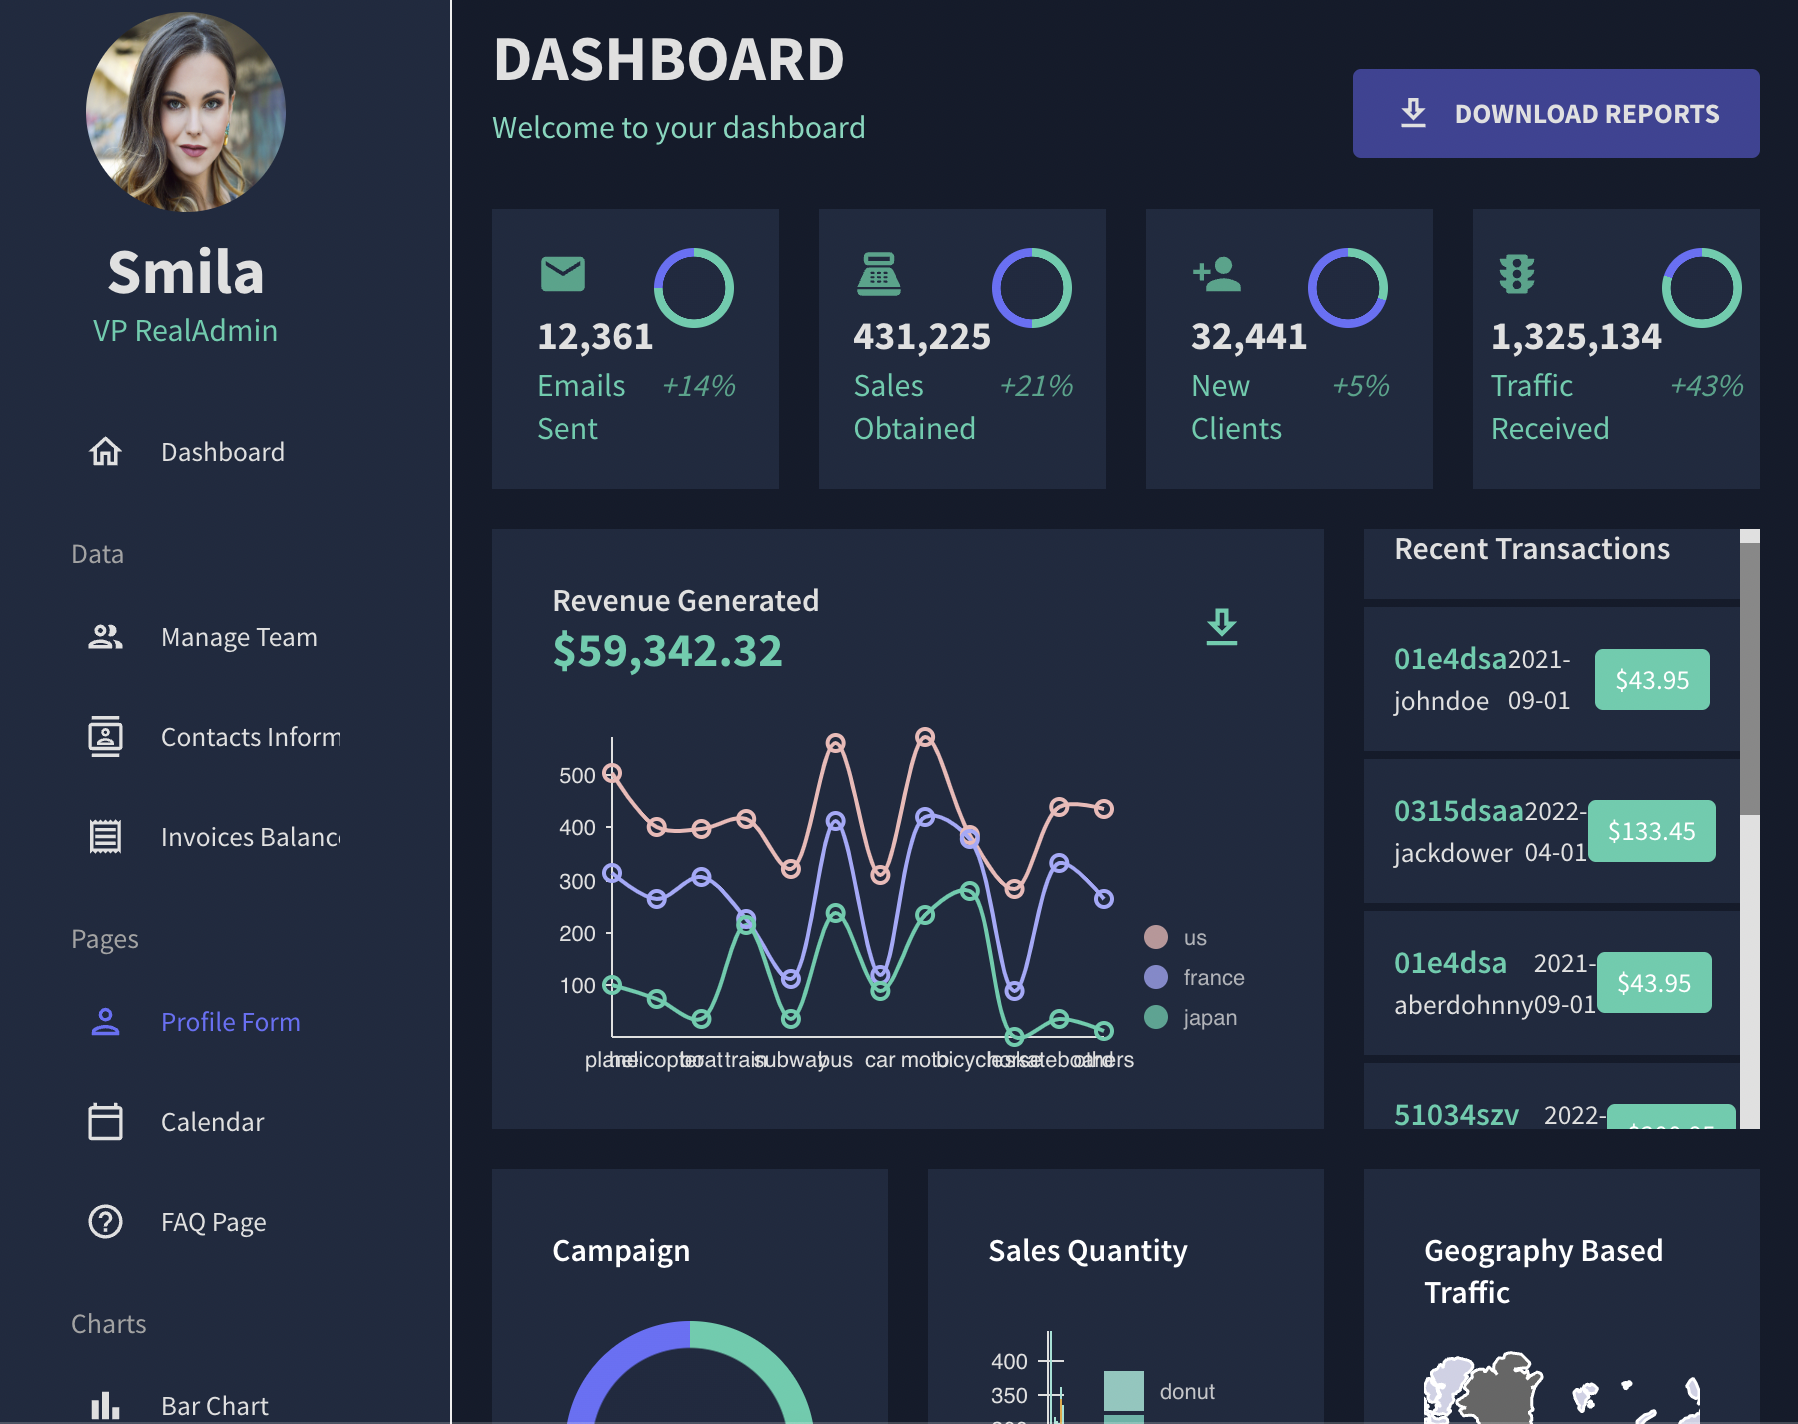 Smila
VP RealAdmin
Dashboard
Data
Manage Team
Contacts Inform
Invoices Balanc
Pages
Profile Form
Calendar
FAQ Page
Charts
Bar Chart
DASHBOARD
Welcome to your dashboard
DOWNLOAD REPORTS
12,361
Emails +14%
Sent
431,225
Sales +21%
Obtained
32,441
New +5%
Clients
1,325,134
Traffic +43%
Received
Revenue Generated
$59,342.32
500
400
300
200
100
plane helicopter boat train subway bus car moto bicycle horse skateboard others
us
france
japan
Recent Transactions
01e4dsa 2021-
johndoe 09-01
$43.95
0315dsaa 2022-
jackdower 04-01
$133.45
01e4dsa 2021-
aberdohnny 09-01
$43.95
51034szv 2022-
Campaign
Sales Quantity
400
350
donut
Geography Based
Traffic